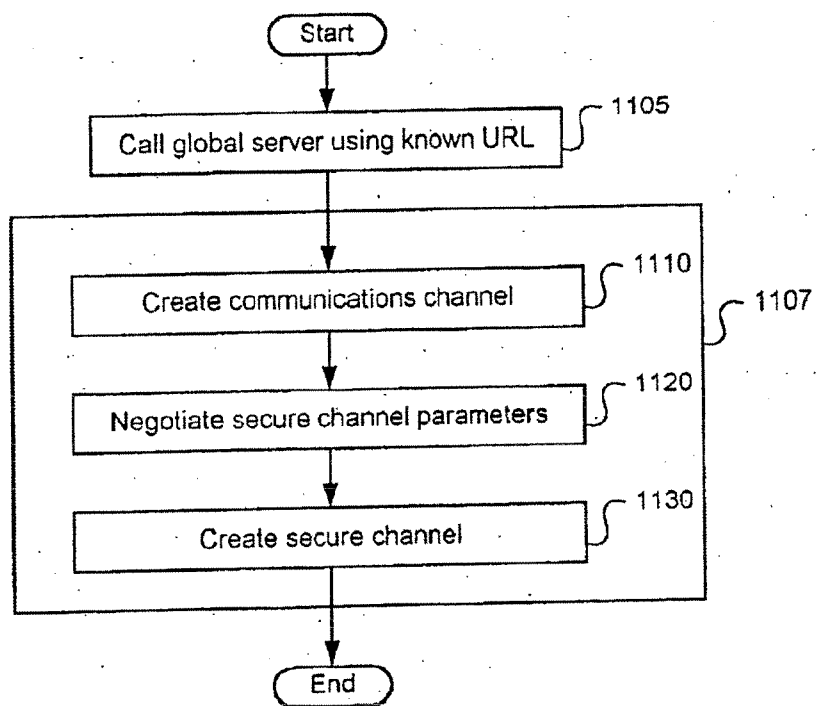 Start
Call global server using known URL
1105
Create communications channel
1110
1107
Negotiate secure channel parameters
1120
Create secure channel
1130
End